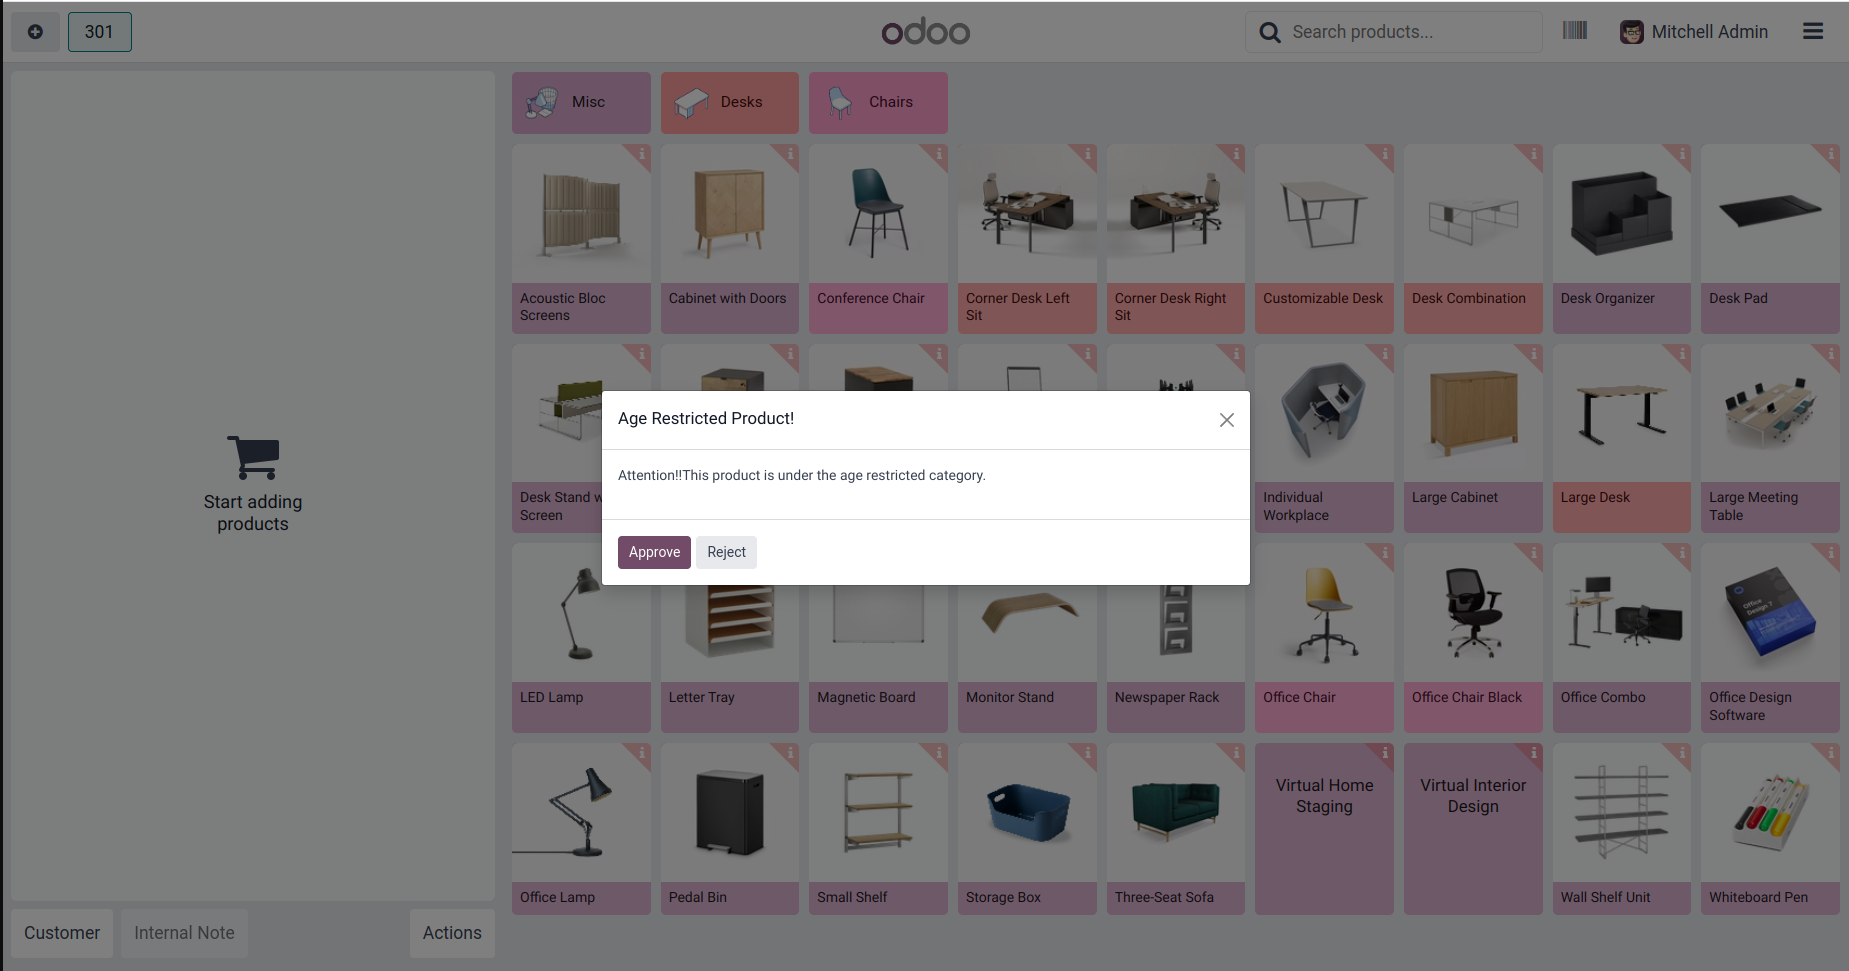 301
odoo
Search products...
Mitchell Admin
Misc
Desks
Chairs
Acoustic Bloc
Screens
Cabinet with Doors
Conference Chair
Corner Desk Left
Sit
Corner Desk Right
Sit
Customizable Desk
Desk Combination
Desk Organizer
Desk Pad
Start adding
products
Age Restricted Product!
Attention!!This product is under the age restricted category.
Approve
Reject
Desk Stand
Screen
Individual
Workplace
Large Cabinet
Large Desk
Large Meeting
Table
LED Lamp
Letter Tray
Magnetic Board
Monitor Stand
Newspaper Rack
Office Chair
Office Chair Black
Office Combo
Office
Design 7
Office Design
Software
Office Lamp
Pedal Bin
Small Shelf
Storage Box
Three-Seat Sofa
Virtual Home
Staging
Virtual Interior
Design
Wall Shelf Unit
Whiteboard Pen
Customer
Internal Note
Actions